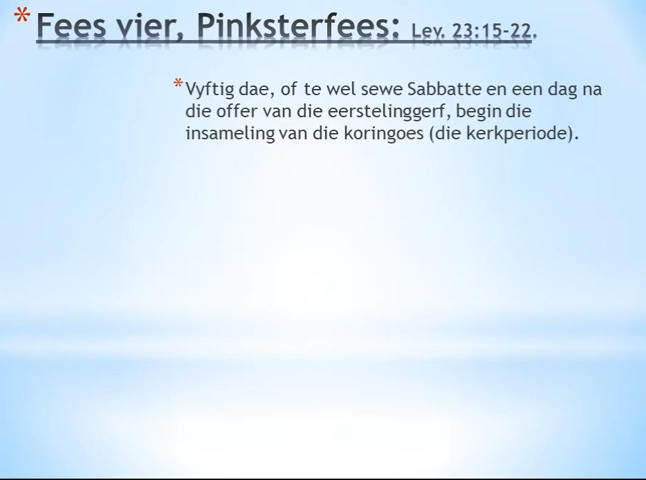 * Fees vier, Pinksterfees: Lev. 23:15-22.
* Vyftig dae, of te wel sewe Sabbatte en een dag na
die offer van die eerstelinggerf, begin die
insameling van die koringoes (die kerkperiode).